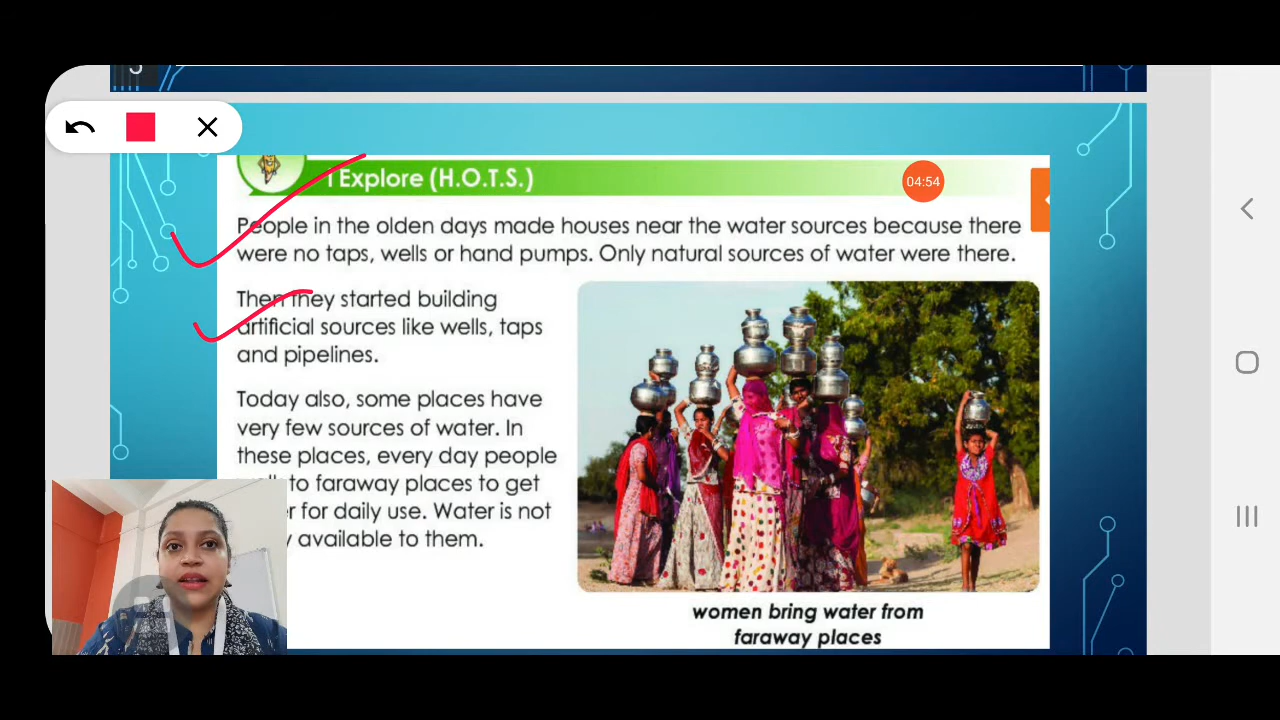 I Explore (H.O.T.S.)
04:54
People in the olden days made houses near the water sources because there
were no taps, wells or hand pumps. Only natural sources of water were there.
Then they started building
artificial sources like wells, taps
and pipelines.
Today also, some places have
very few sources of water. In
these places, every day people
to faraway places to get
for daily use. Water is not
available to them.
women bring water from
faraway places